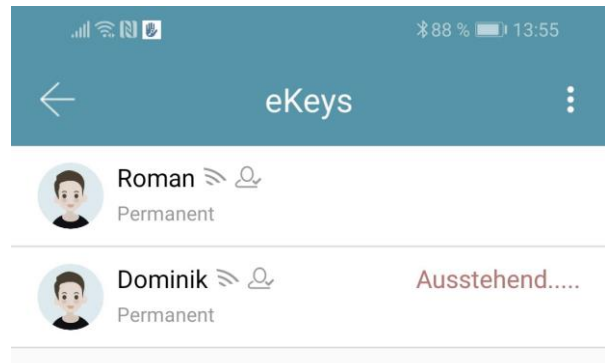 88 % 13:55
eKeys
Roman
Permanent
Dominik Ausstehend.....
Permanent